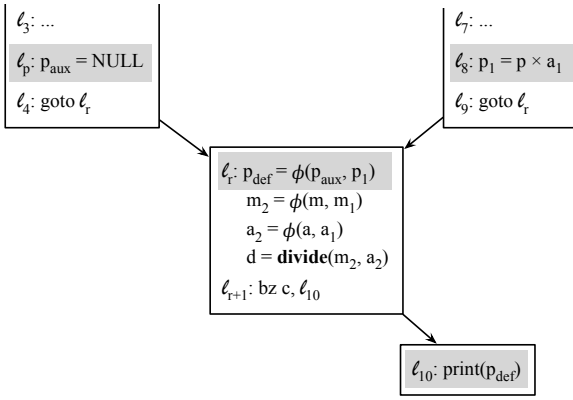 ℓ3: ...
ℓp: paux = NULL
ℓ4: goto ℓr
ℓ7: ...
ℓ8: p1 = p × a1
ℓ9: goto ℓr
ℓr: pdef = ϕ(paux, p1)
m2 = ϕ(m, m1)
a2 = ϕ(a, a1)
d = divide(m2, a2)
ℓr+1: bz c, ℓ10
ℓ10: print(pdef)